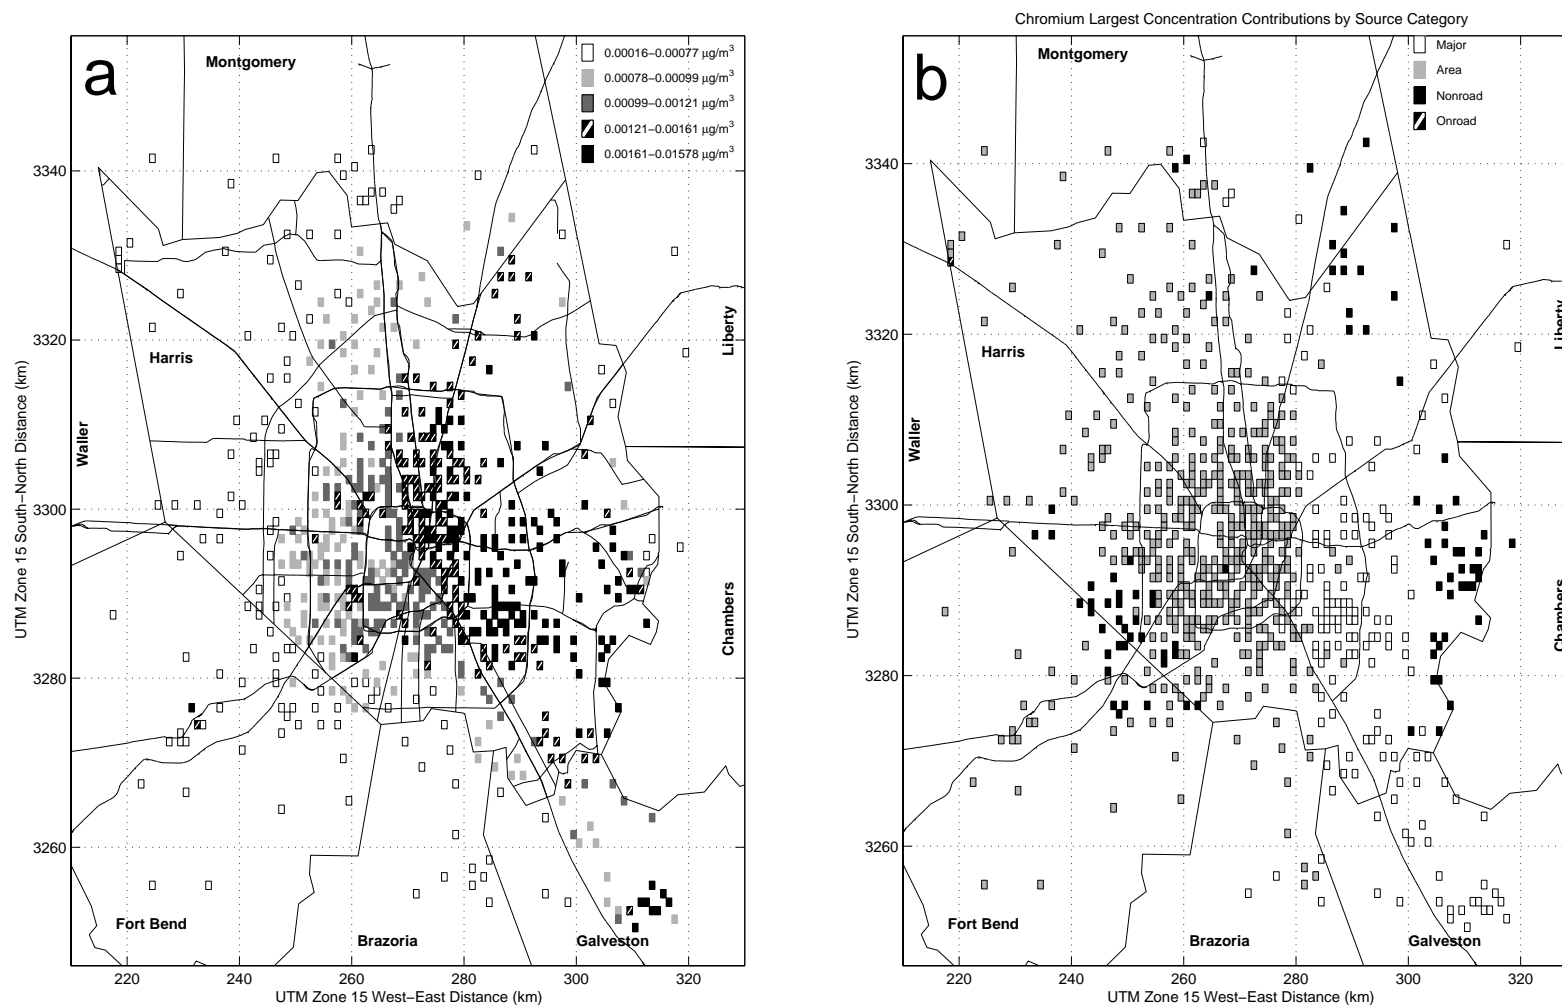 Chromium Largest Concentration Contributions by Source Category
a
Montgomery
0.00016−0.00077 μg/m3
0.00078−0.00099 μg/m3
0.00099−0.00121 μg/m3
0.00121−0.00161 μg/m3
0.00161−0.01578 μg/m3
3340
3320
3300
3280
3260
UTM Zone 15 South−North Distance (km)
Harris
Liberty
Waller
Chambers
Fort Bend
Brazoria
Galveston
220
240
260
280
300
320
UTM Zone 15 West−East Distance (km)
b
Montgomery
Major
Area
Nonroad
Onroad
3340
3320
3300
3280
3260
UTM Zone 15 South−North Distance (km)
Harris
Liberty
Waller
Chambers
Fort Bend
Brazoria
Galveston
220
240
260
280
300
320
UTM Zone 15 West−East Distance (km)